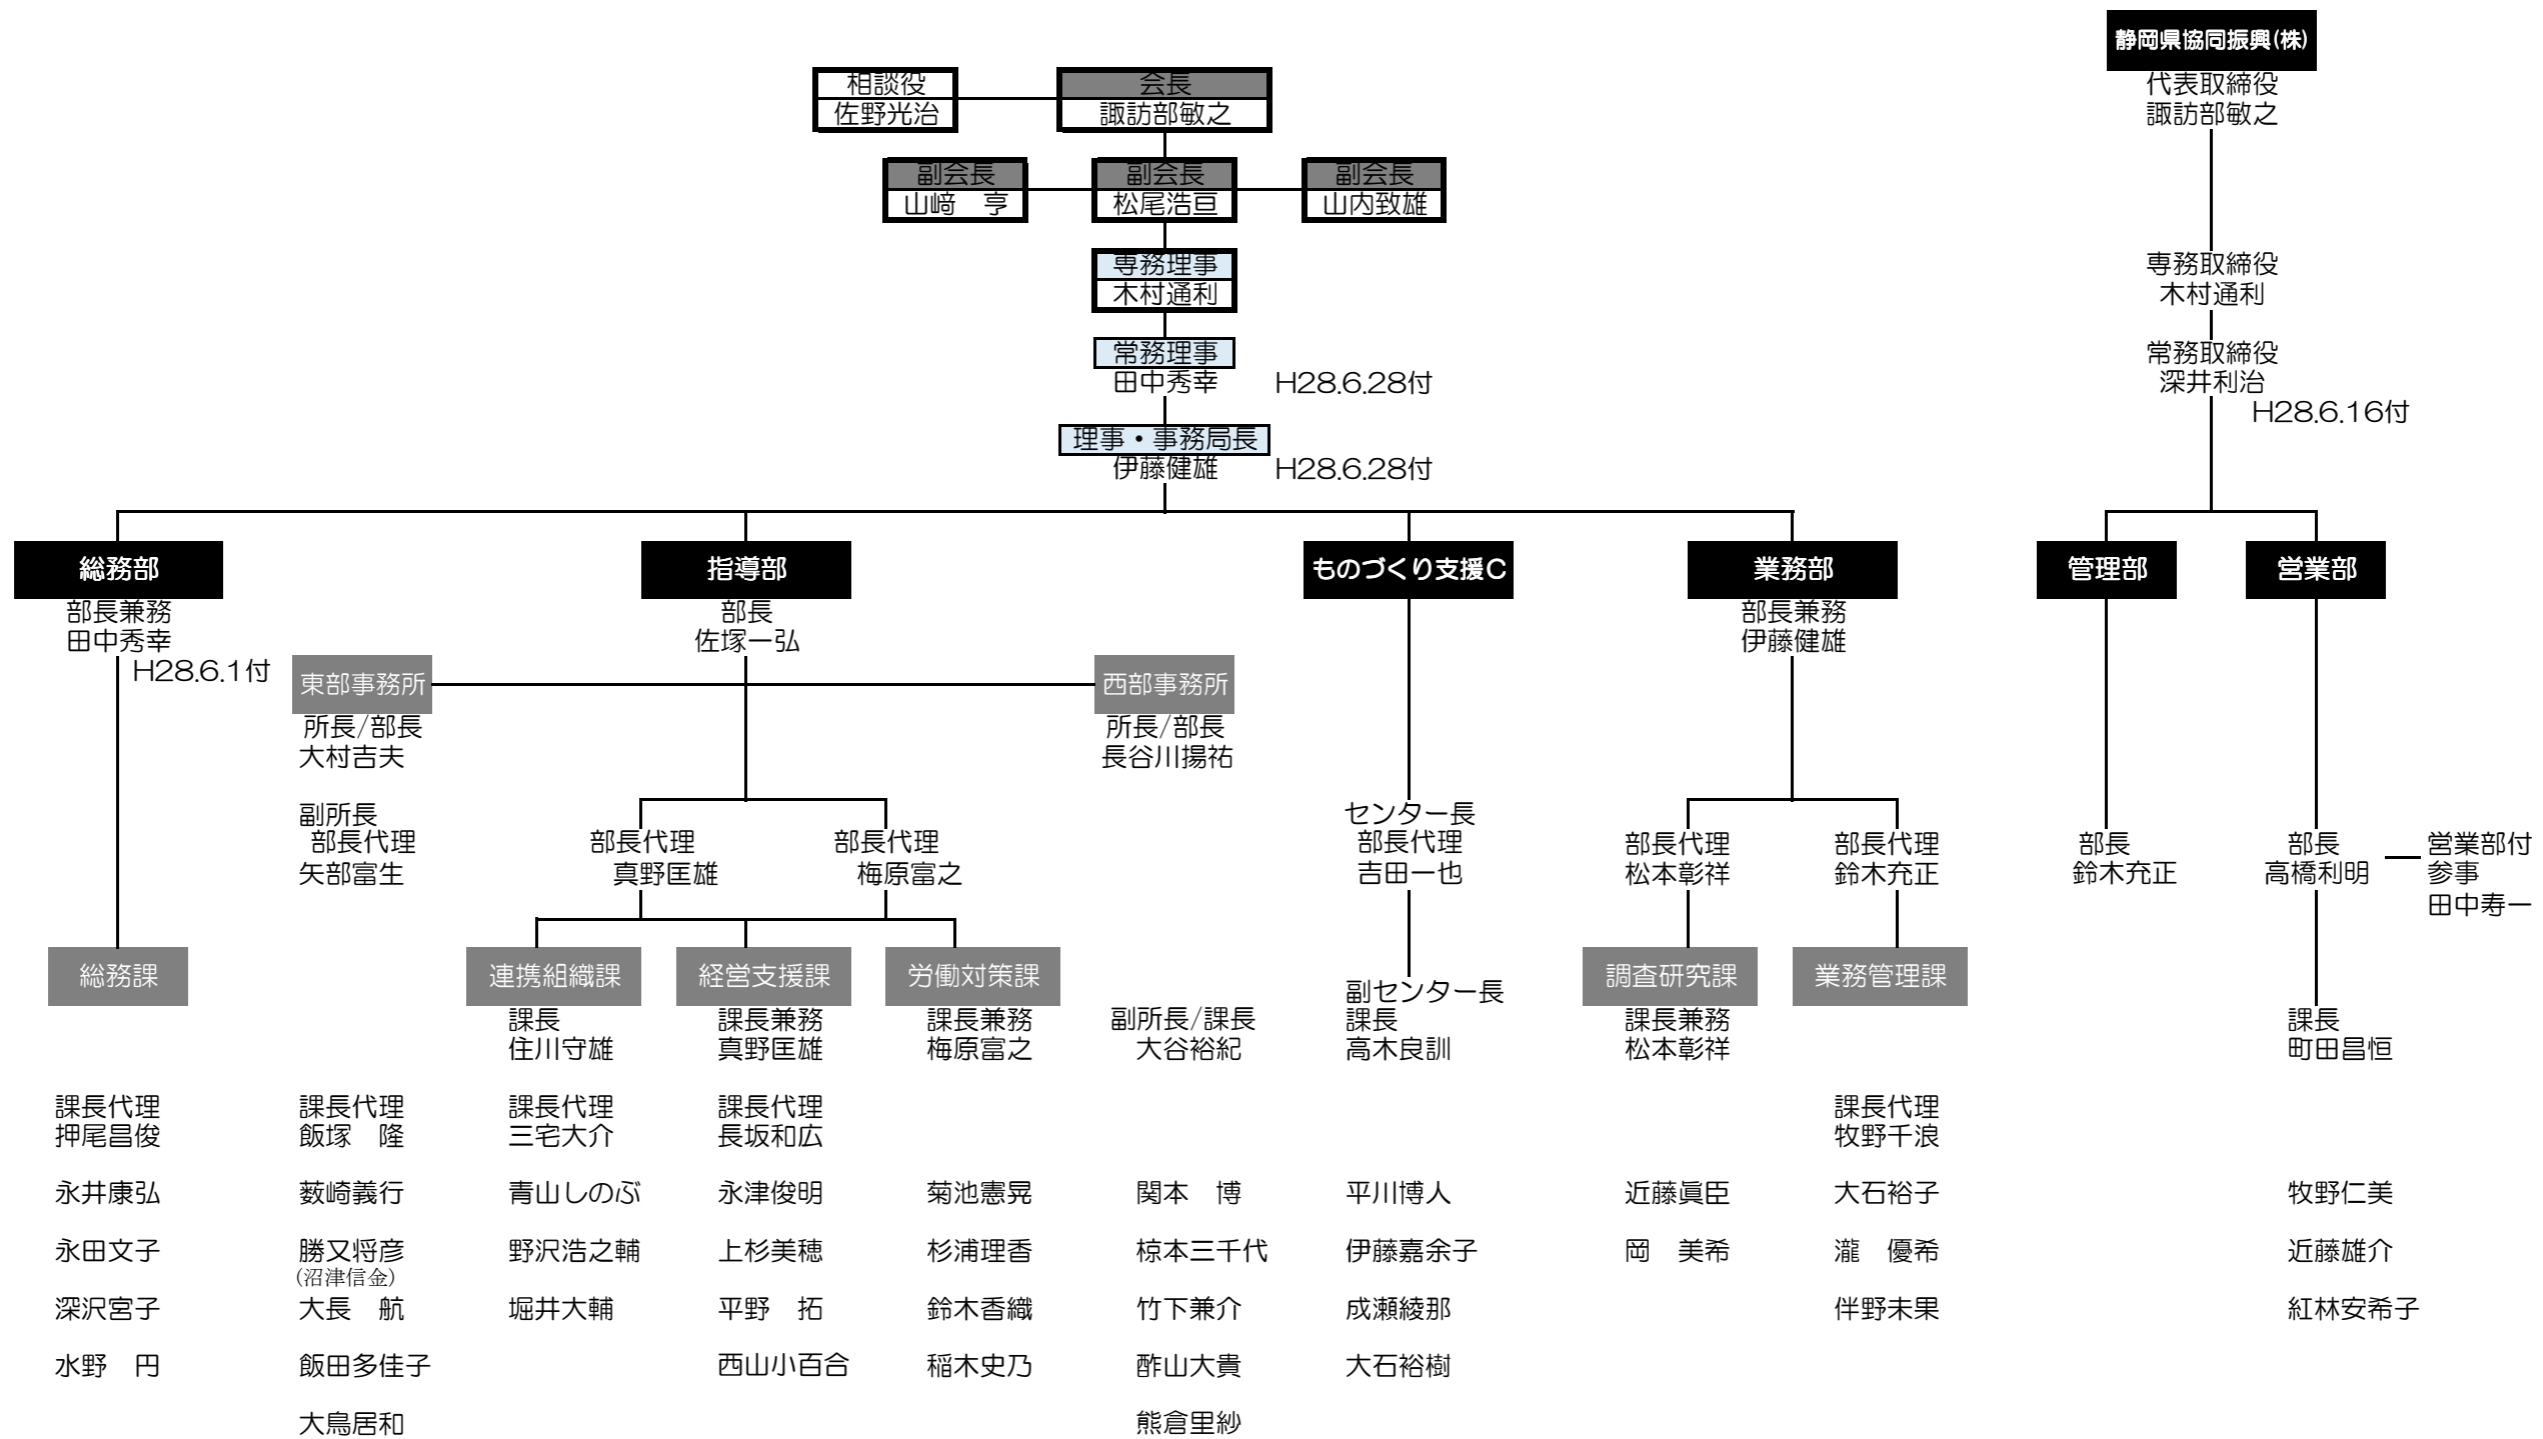 静岡県協同振興(株)
代表取締役
諏訪部敏之
専務取締役
木村通利
常務取締役
深井利治
H28.6.16付
相談役
佐野光治
会長
諏訪部敏之
副会長
山﨑　亨
副会長
松尾浩亘
副会長
山内致雄
専務理事
木村通利
常務理事
田中秀幸
H28.6.28付
理事・事務局長
伊藤健雄
H28.6.28付
総務部
部長兼務
田中秀幸
H28.6.1付
総務課
課長代理
押尾昌俊
永井康弘
永田文子
深沢宮子
水野　円
指導部
部長
佐塚一弘
東部事務所
所長/部長
大村吉夫
副所長
部長代理
矢部富生
課長代理
飯塚　隆
薮崎義行
勝又将彦
(沼津信金)
大長　航
飯田多佳子
大鳥居和
部長代理
真野匡雄
部長代理
梅原富之
連携組織課
課長
住川守雄
課長代理
三宅大介
青山しのぶ
野沢浩之輔
堀井大輔
経営支援課
課長兼務
真野匡雄
課長代理
長坂和広
永津俊明
上杉美穂
平野　拓
西山小百合
労働対策課
課長兼務
梅原富之
菊池憲晃
杉浦理香
鈴木香織
稲木史乃
西部事務所
所長/部長
長谷川揚祐
副所長/課長
大谷裕紀
関本　博
椋本三千代
竹下兼介
酢山大貴
熊倉里紗
ものづくり支援C
センター長
部長代理
吉田一也
副センター長
課長
高木良訓
平川博人
伊藤嘉余子
成瀬綾那
大石裕樹
業務部
部長兼務
伊藤健雄
部長代理
松本彰祥
部長代理
鈴木充正
調査研究課
課長兼務
松本彰祥
近藤眞臣
岡　美希
業務管理課
課長代理
牧野千浪
大石裕子
瀧　優希
伴野未果
管理部
部長
鈴木充正
営業部
部長
高橋利明
営業部付
参事
田中寿一
課長
町田昌恒
牧野仁美
近藤雄介
紅林安希子